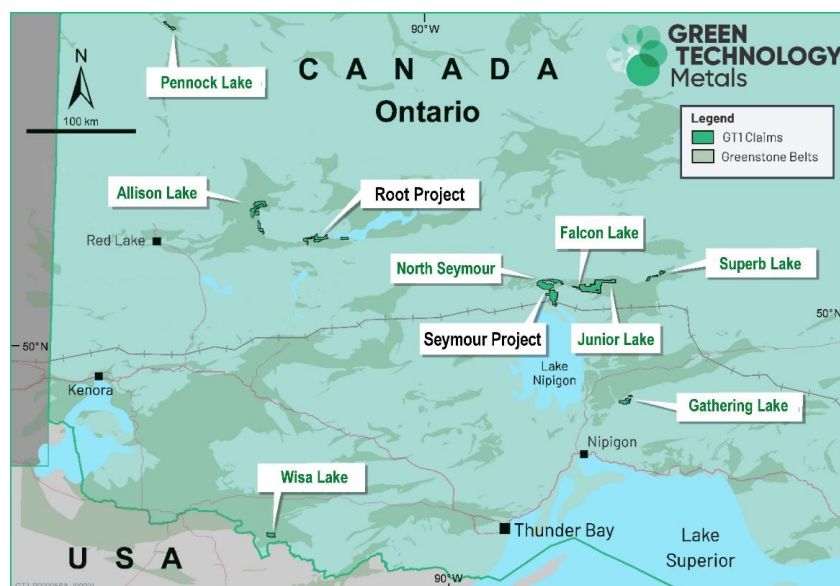 90°W
GREEN
TECHNOLOGY
Metals
N
Pennock Lake
CANADA
Ontario
100 km
Legend
GT1 Claims
Greenstone Belts
Allison Lake
Root Project
Red Lake
Falcon Lake
North Seymour
Superb Lake
50°N
Seymour Project
Junior Lake
50°N
Lake
Nipigon
Kenora
Gathering Lake
Nipigon
Wisa Lake
Thunder Bay
Lake
Superior
USA
90°W